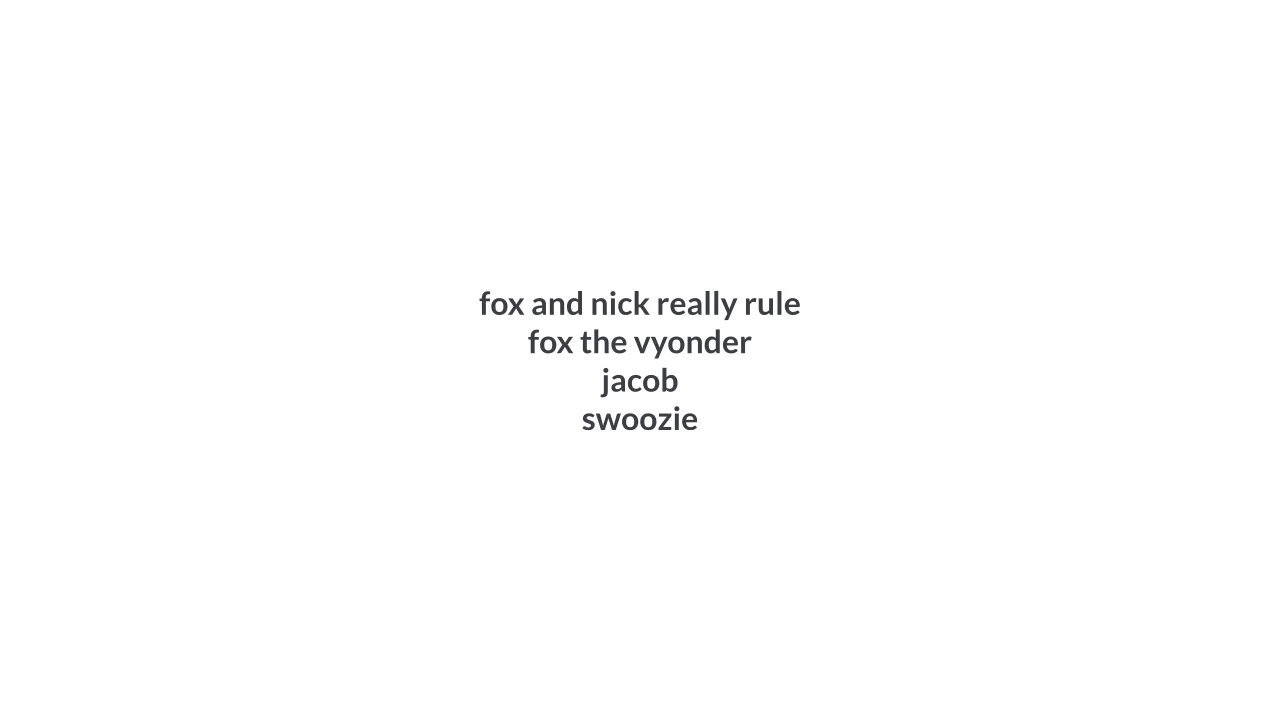 fox and nick really rule
fox the vyonder
jacob
swoozie